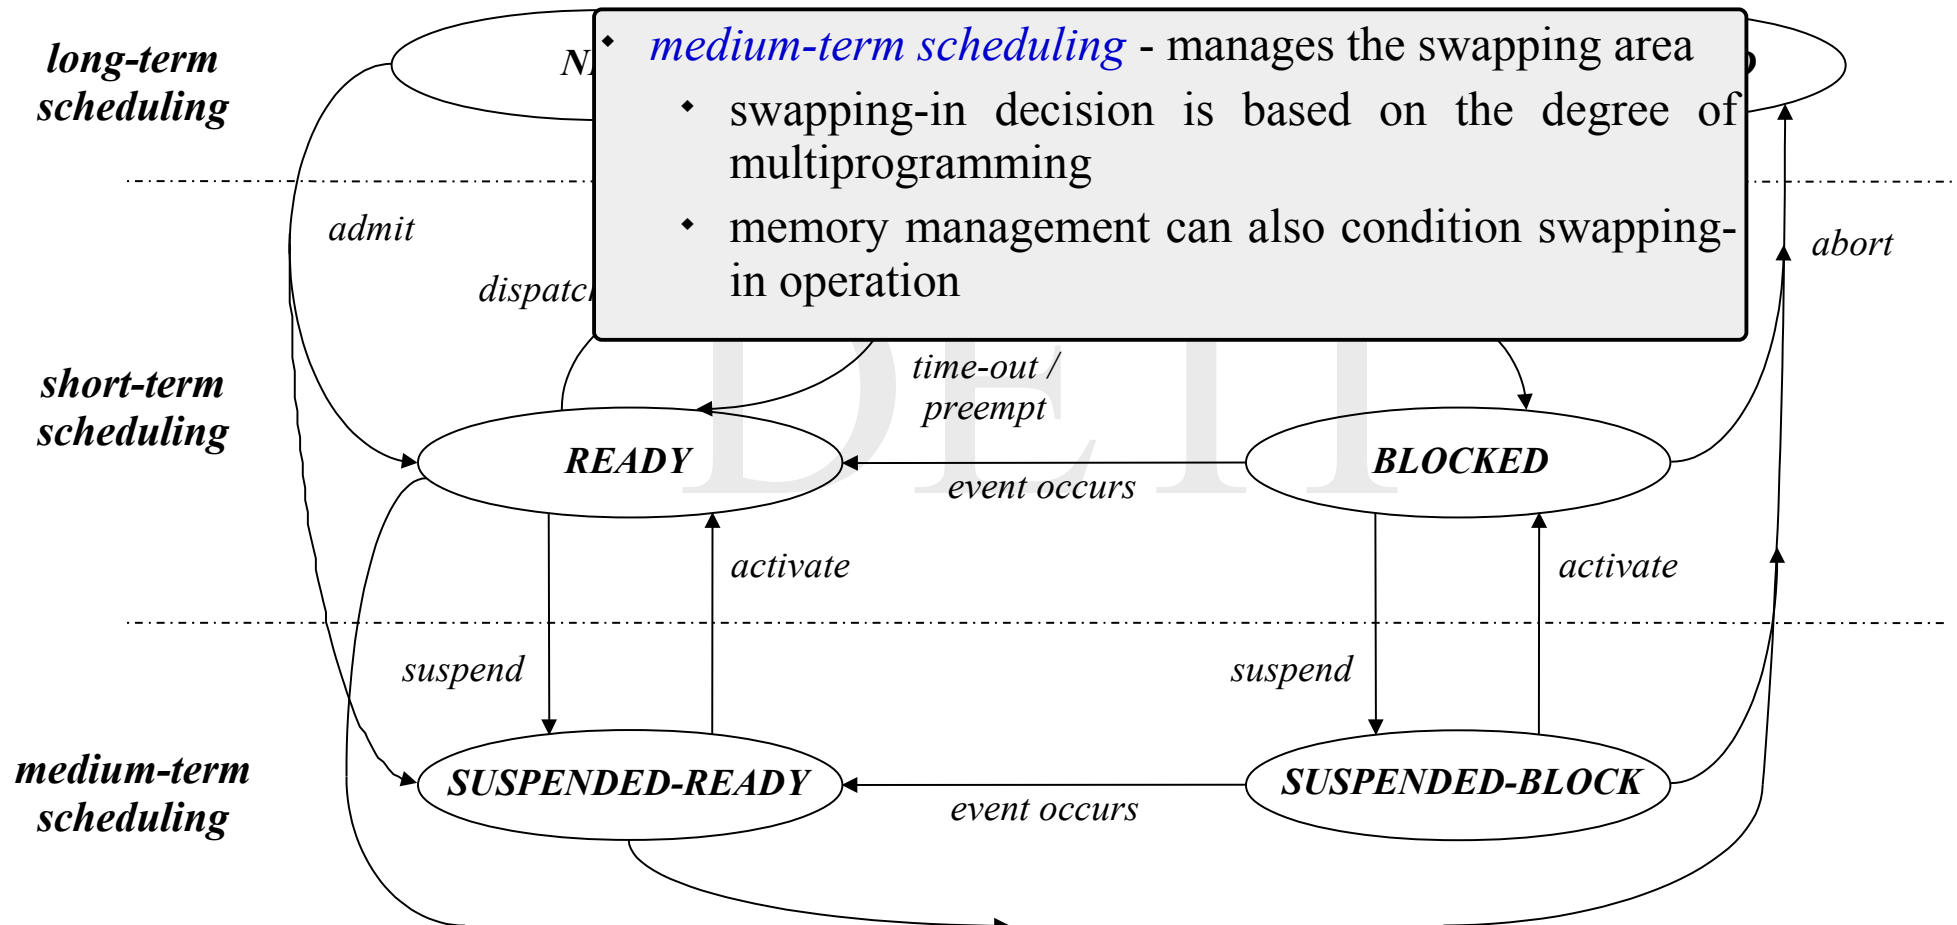 long-term
scheduling
medium-term scheduling - manages the swapping area
swapping-in decision is based on the degree of
multiprogramming
memory management can also condition swapping-
in operation
admit
abort
time-out /
preempt
short-term
scheduling
READY
BLOCKED
event occurs
activate
activate
suspend
suspend
medium-term
scheduling
SUSPENDED-READY
SUSPENDED-BLOCK
event occurs